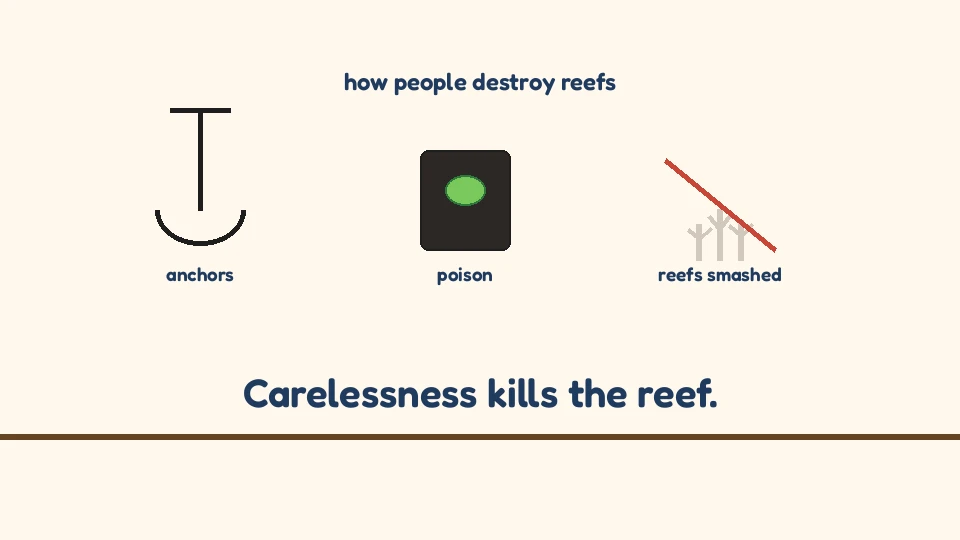 how people destroy reefs
anchors
poison
reefs smashed
Carelessness kills the reef.